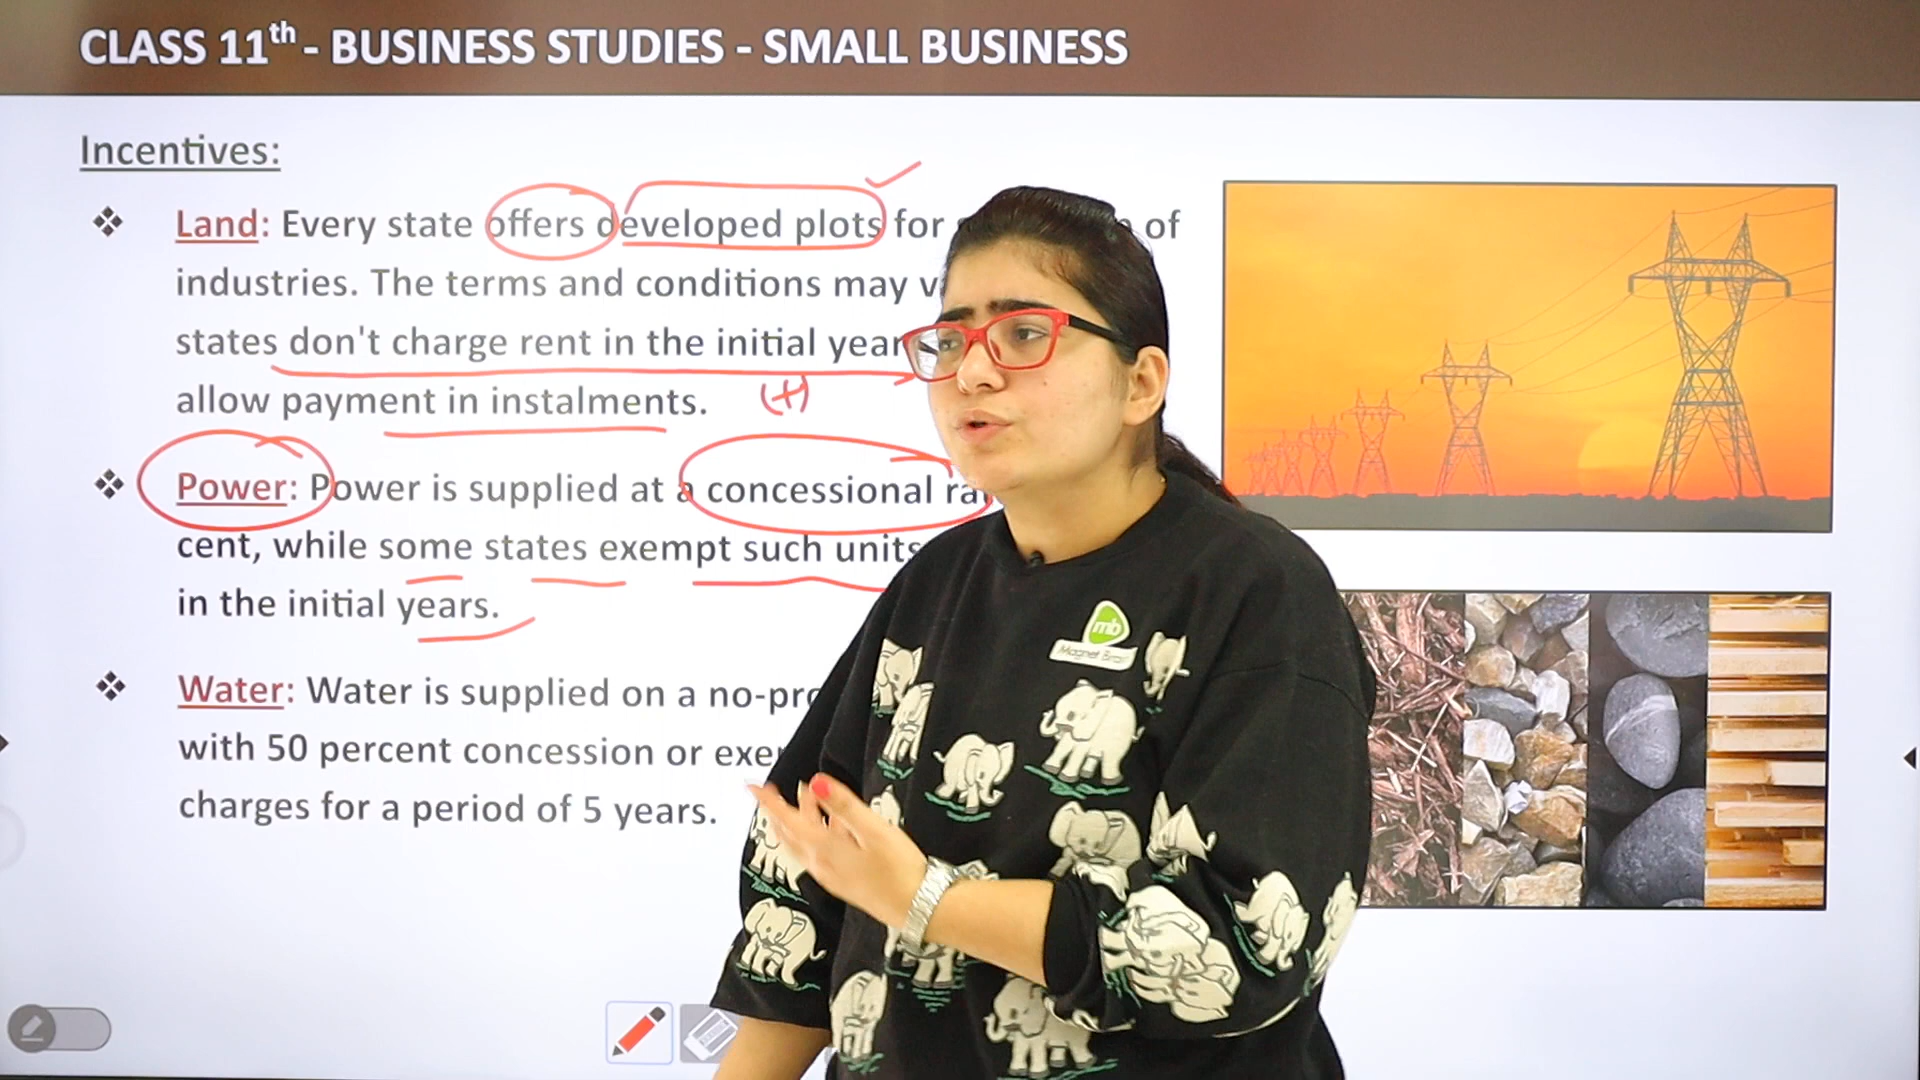 CLASS 11th - BUSINESS STUDIES - SMALL BUSINESS
Incentives:
❖ Land: Every state offers developed plots for of
industries. The terms and conditions may
states don't charge rent in the initial
allow payment in instalments. (+)
❖ Power: Power is supplied at a concessional
cent, while some states exempt such units
in the initial years.
❖ Water: Water is supplied on a
with 50 percent concession or
charges for a period of 5 years.
mb
Magnet